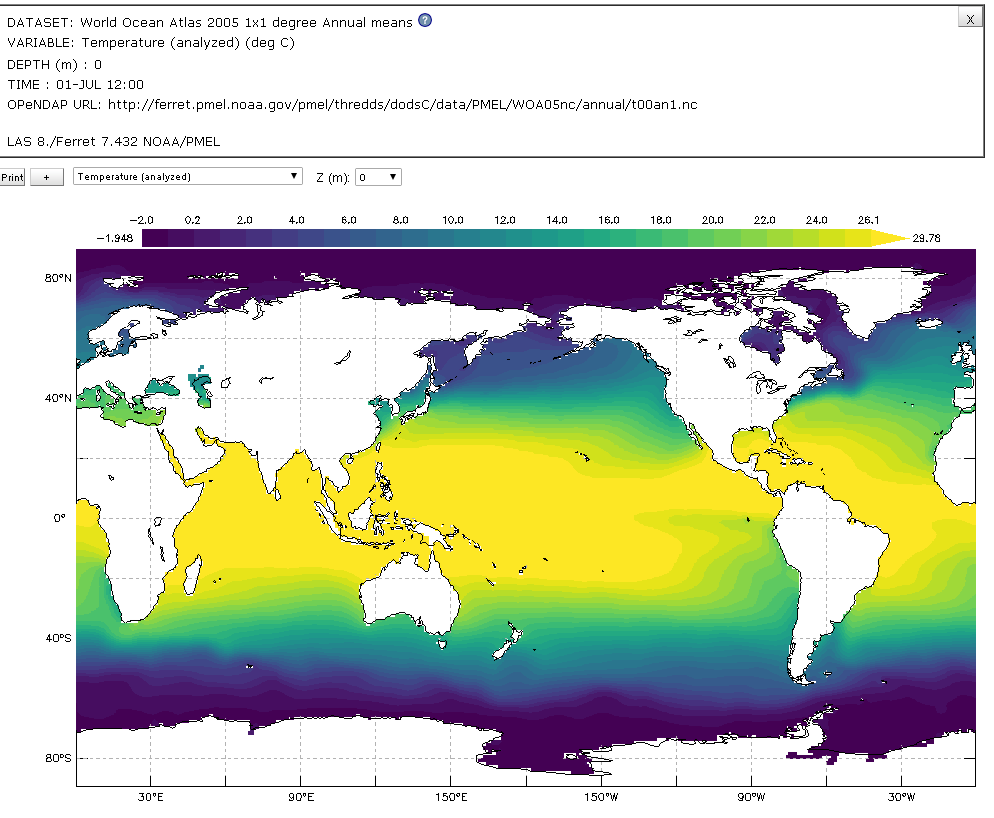 DATASET: World Ocean Atlas 2005 1x1 degree Annual means ?
X
VARIABLE: Temperature (analyzed) (deg C)
DEPTH (m) : 0
TIME : 01-JUL 12:00
OPeNDAP URL: http://ferret.pmel.noaa.gov/pmel/thredds/dodsC/data/PMEL/WOA05nc/annual/t00an1.nc
LAS 8./Ferret 7.432 NOAA/PMEL
Print + Temperature (analyzed) Z (m): 0
-2.0 0.2 2.0 4.0 6.0 8.0 10.0 12.0 14.0 16.0 18.0 20.0 22.0 24.0 26.1
-1.948 29.78
80°N
40°N
0°
40°S
80°S
30°E 90°E 150°E 150°W 90°W 30°W